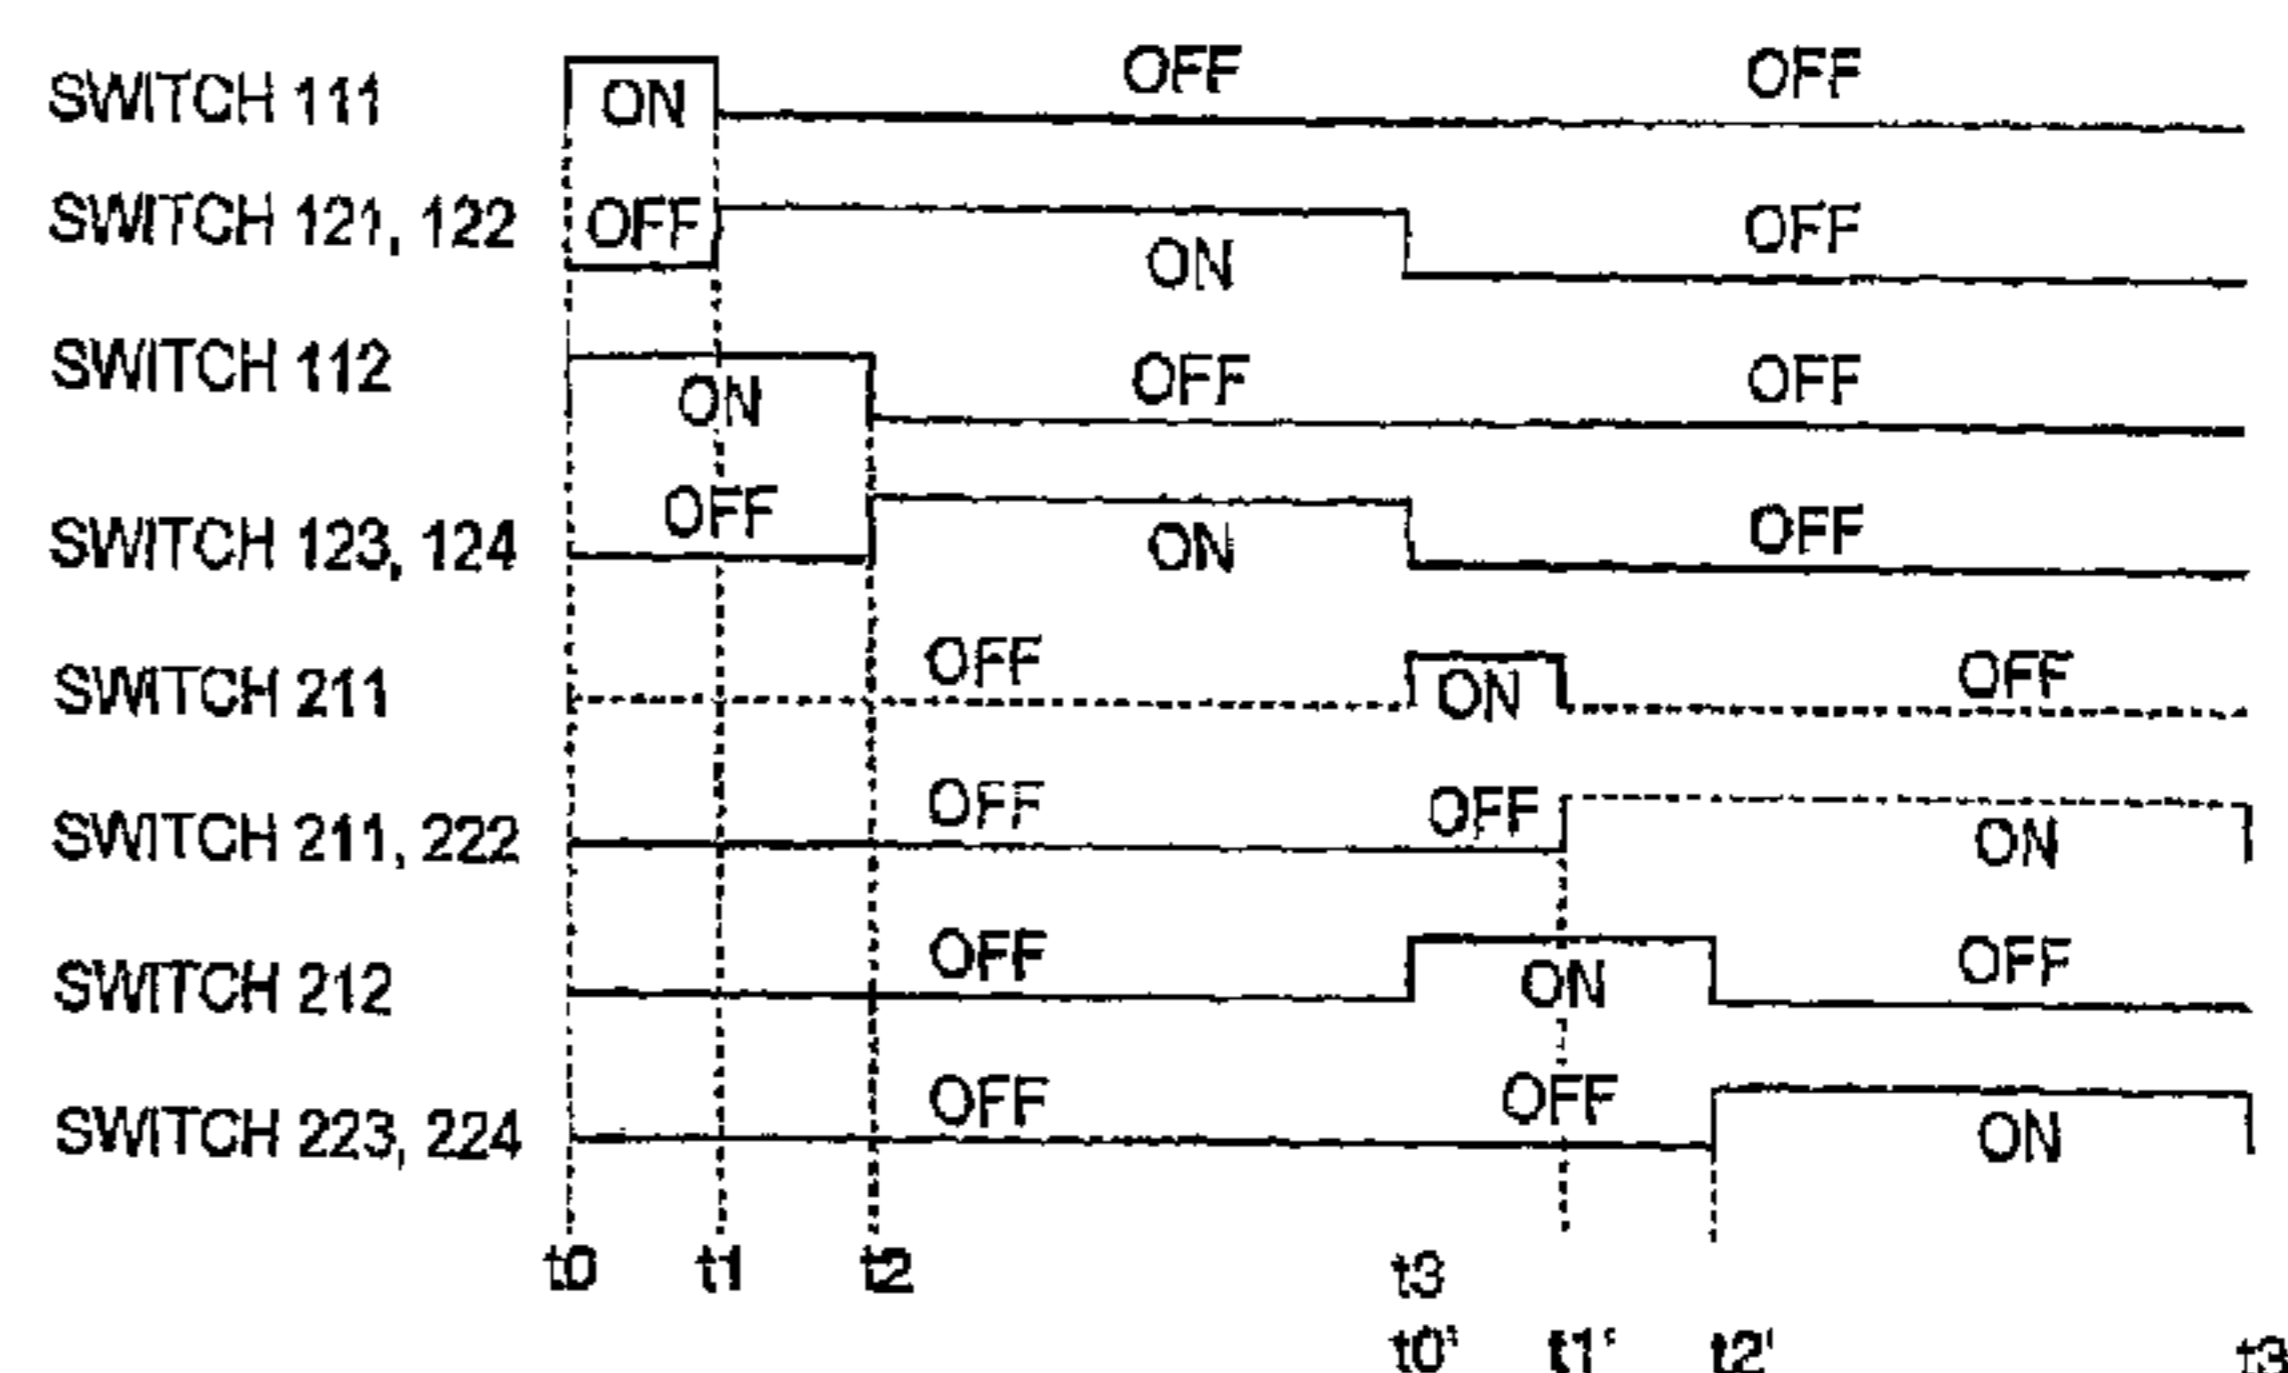 SWITCH 111 ON OFF OFF
SWITCH 121, 122 OFF ON OFF
SWITCH 112 ON OFF OFF
SWITCH 123, 124 OFF ON OFF
SWITCH 211 OFF ON OFF
SWITCH 211, 222 OFF OFF ON
SWITCH 212 OFF ON OFF
SWITCH 223, 224 OFF OFF ON
t0 t1 t2 t3
t0' t1' t2' t3